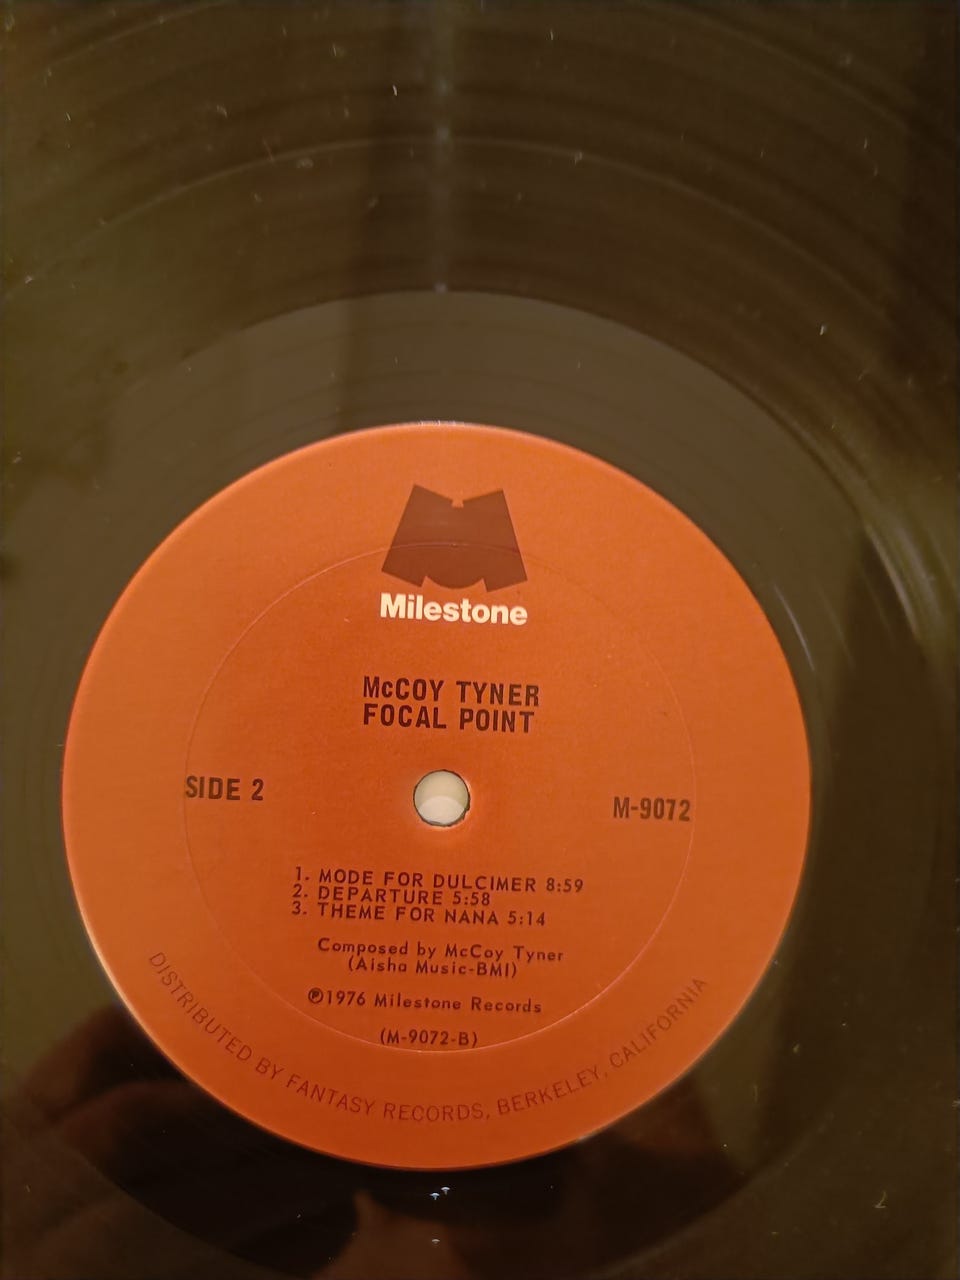 Milestone
McCOY TYNER
FOCAL POINT
SIDE 2
M-9072
1. MODE FOR DULCIMER 8:59
2. DEPARTURE 5:58
3. THEME FOR NANA 5:14
Composed by McCoy Tyner
(Aisha Music-BMI)
℗1976 Milestone Records
(M-9072-B)
DISTRIBUTED BY FANTASY RECORDS, BERKELEY, CALIFORNIA